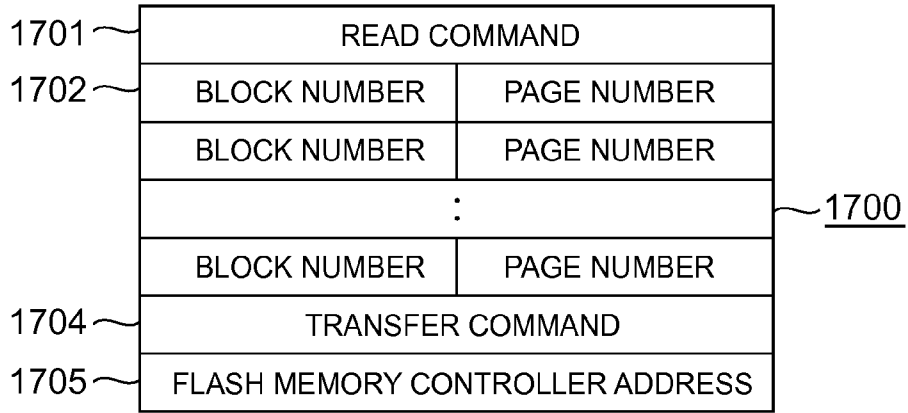 1701 READ COMMAND
1702 BLOCK NUMBER PAGE NUMBER
BLOCK NUMBER PAGE NUMBER
: 1700
BLOCK NUMBER PAGE NUMBER
1704 TRANSFER COMMAND
1705 FLASH MEMORY CONTROLLER ADDRESS